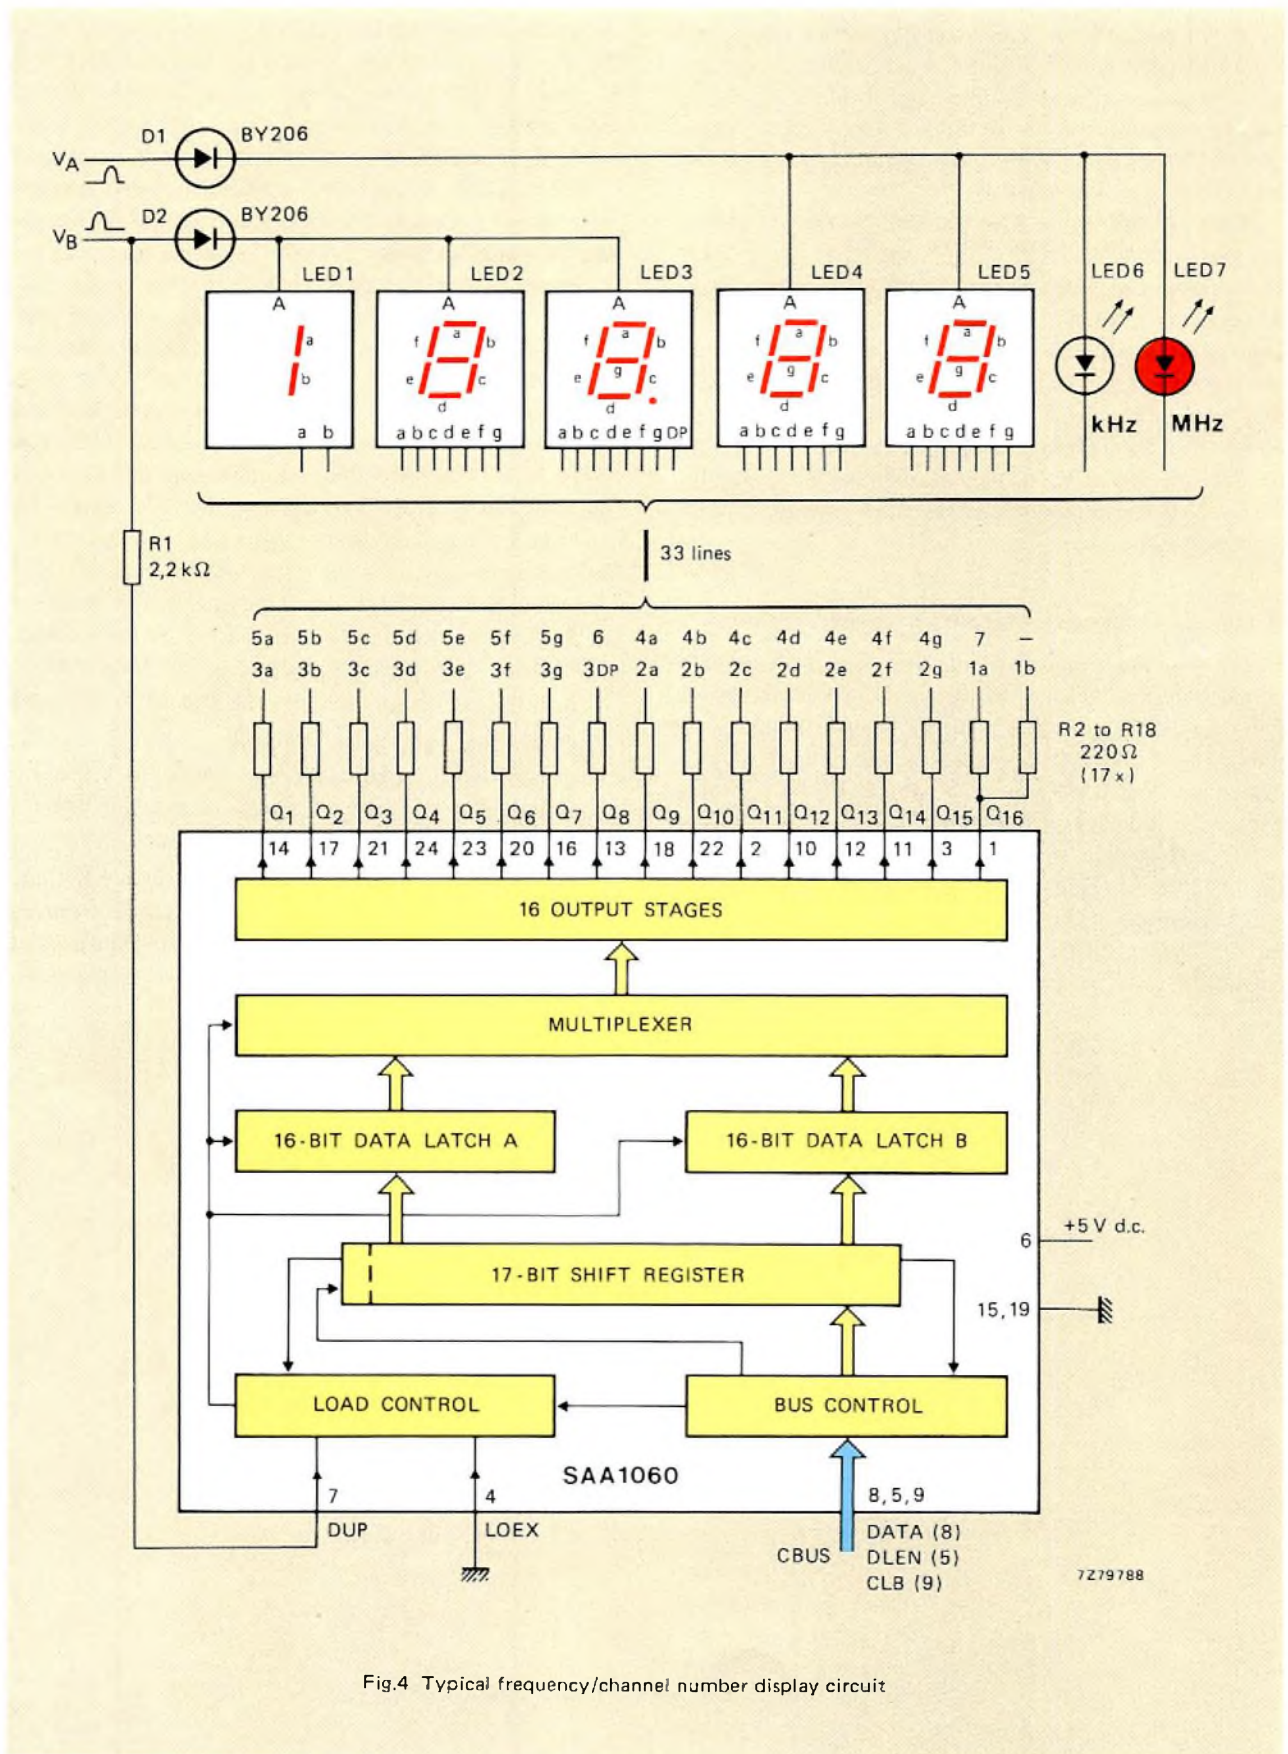 D1 BY206
VA
D2 BY206
VB
LED1 LED2 LED3 LED4 LED5 LED6 LED7
A A A A A
a f a b f a b f a b f a b
b e c d e g c d e g c d e g c d
kHz MHz
a b a b c d e f g a b c d e f g DP a b c d e f g a b c d e f g
R1
2,2 kΩ
33 lines
5a 5b 5c 5d 5e 5f 5g 6 4a 4b 4c 4d 4e 4f 4g 7 –
3a 3b 3c 3d 3e 3f 3g 3DP 2a 2b 2c 2d 2e 2f 2g 1a 1b
R2 to R18
220Ω
(17x)
Q1 Q2 Q3 Q4 Q5 Q6 Q7 Q8 Q9 Q10 Q11 Q12 Q13 Q14 Q15 Q16
14 17 21 24 23 20 16 13 18 22 2 10 12 11 3 1
16 OUTPUT STAGES
MULTIPLEXER
16-BIT DATA LATCH A 16-BIT DATA LATCH B
6 +5 V d.c.
17-BIT SHIFT REGISTER
15,19
LOAD CONTROL BUS CONTROL
SAA1060
7 4 8,5,9
DUP LOEX DATA (8)
CBUS DLEN (5)
CLB (9)
7Z79788
Fig.4 Typical frequency/channel number display circuit